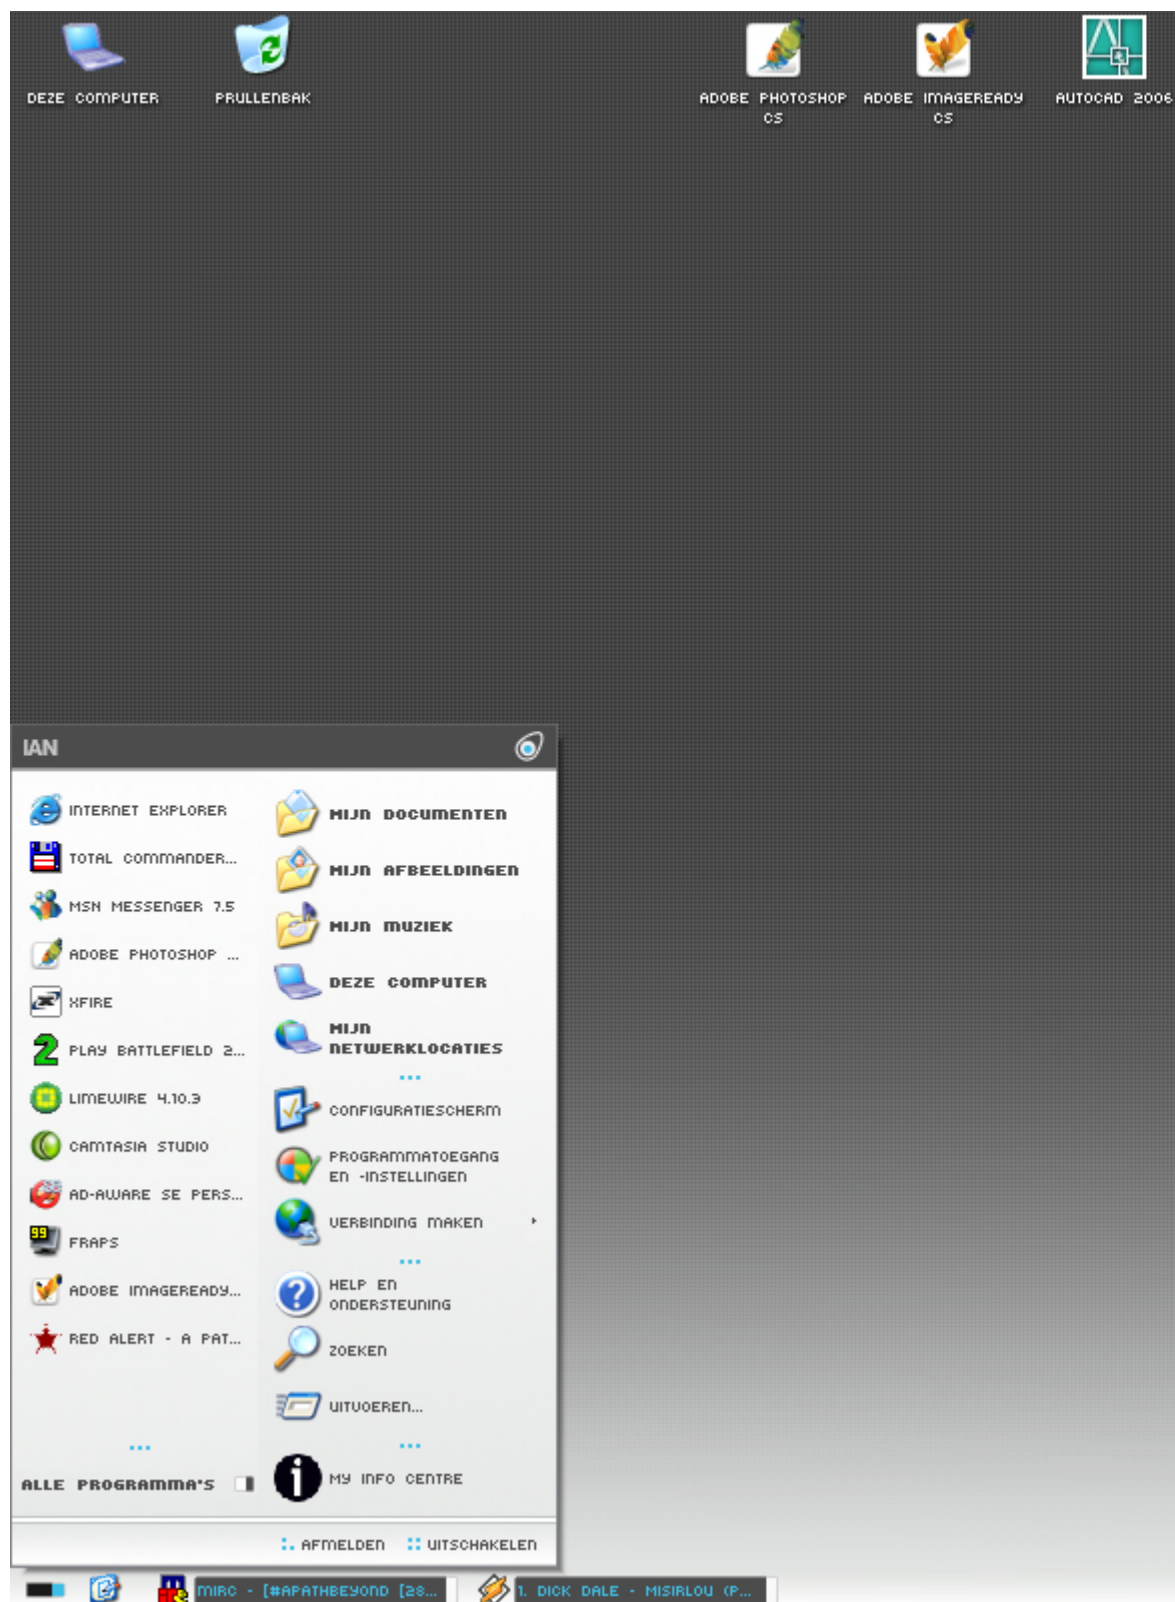 DEZE COMPUTER
PRULLENBAK
ADOBE PHOTOSHOP
CS
ADOBE IMAGEREADY
CS
AUTOCAD 2006
IAN
INTERNET EXPLORER
TOTAL COMMANDER...
MSN MESSENGER 7.5
ADOBE PHOTOSHOP ...
XFIRE
PLAY BATTLEFIELD 2...
LIMEWIRE 4.10.3
CAMTASIA STUDIO
AD-AWARE SE PERS...
99
FRAPS
ADOBE IMAGEREADY...
RED ALERT - A PAT...
ALLE PROGRAMMA'S
MIJN DOCUMENTEN
MIJN AFBEELDINGEN
MIJN MUZIEK
DEZE COMPUTER
MIJN
NETWERKLOCATIES
CONFIGURATIESCHERM
PROGRAMMATOEGANG
EN -INSTELLINGEN
VERBINDING MAKEN
HELP EN
ONDERSTEUNING
ZOEKEN
UITVOEREN...
MY INFO CENTRE
AFMELDEN
UITSCHAKELEN
MIRC - [#APATHBEYOND [28...
1. DICK DALE - MISIRLOU (P...